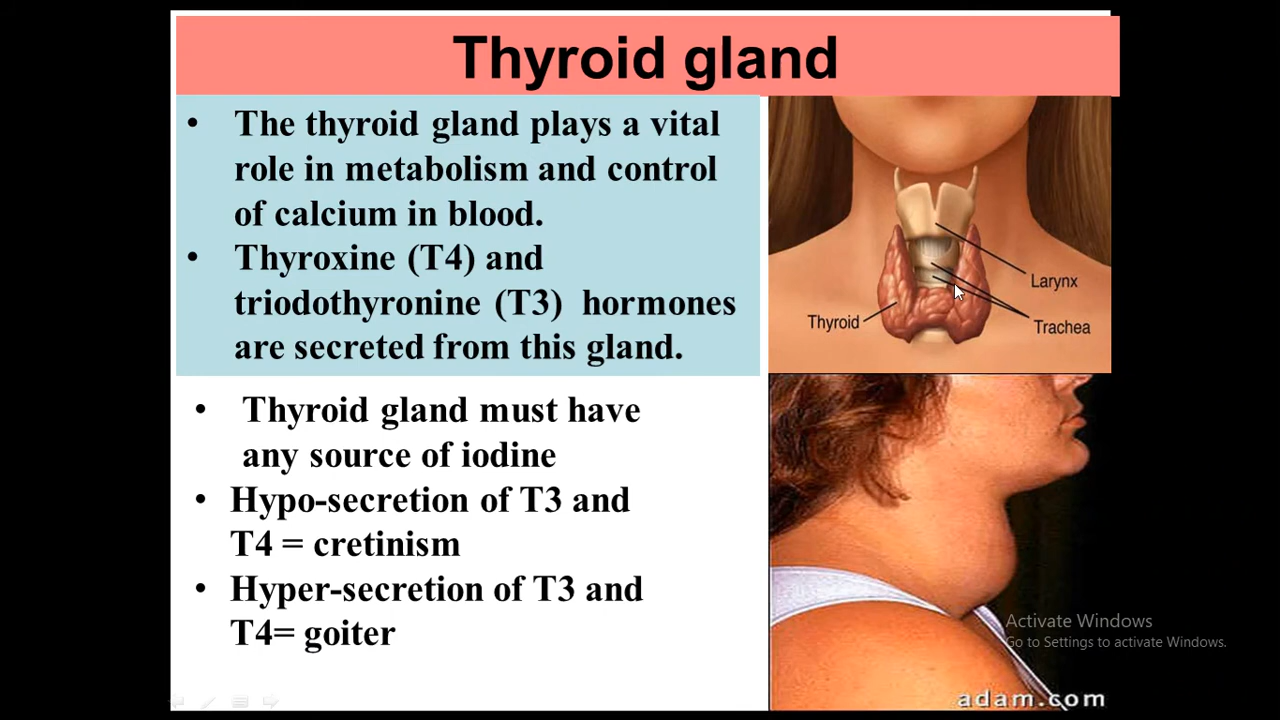 Thyroid gland
• The thyroid gland plays a vital
role in metabolism and control
of calcium in blood.
• Thyroxine (T4) and
triodothyronine (T3) hormones
are secreted from this gland.
• Thyroid gland must have
any source of iodine
• Hypo-secretion of T3 and
T4 = cretinism
• Hyper-secretion of T3 and
T4= goiter
Larynx
Thyroid
Trachea
Activate Windows
Go to Settings to activate Windows.
adam.com